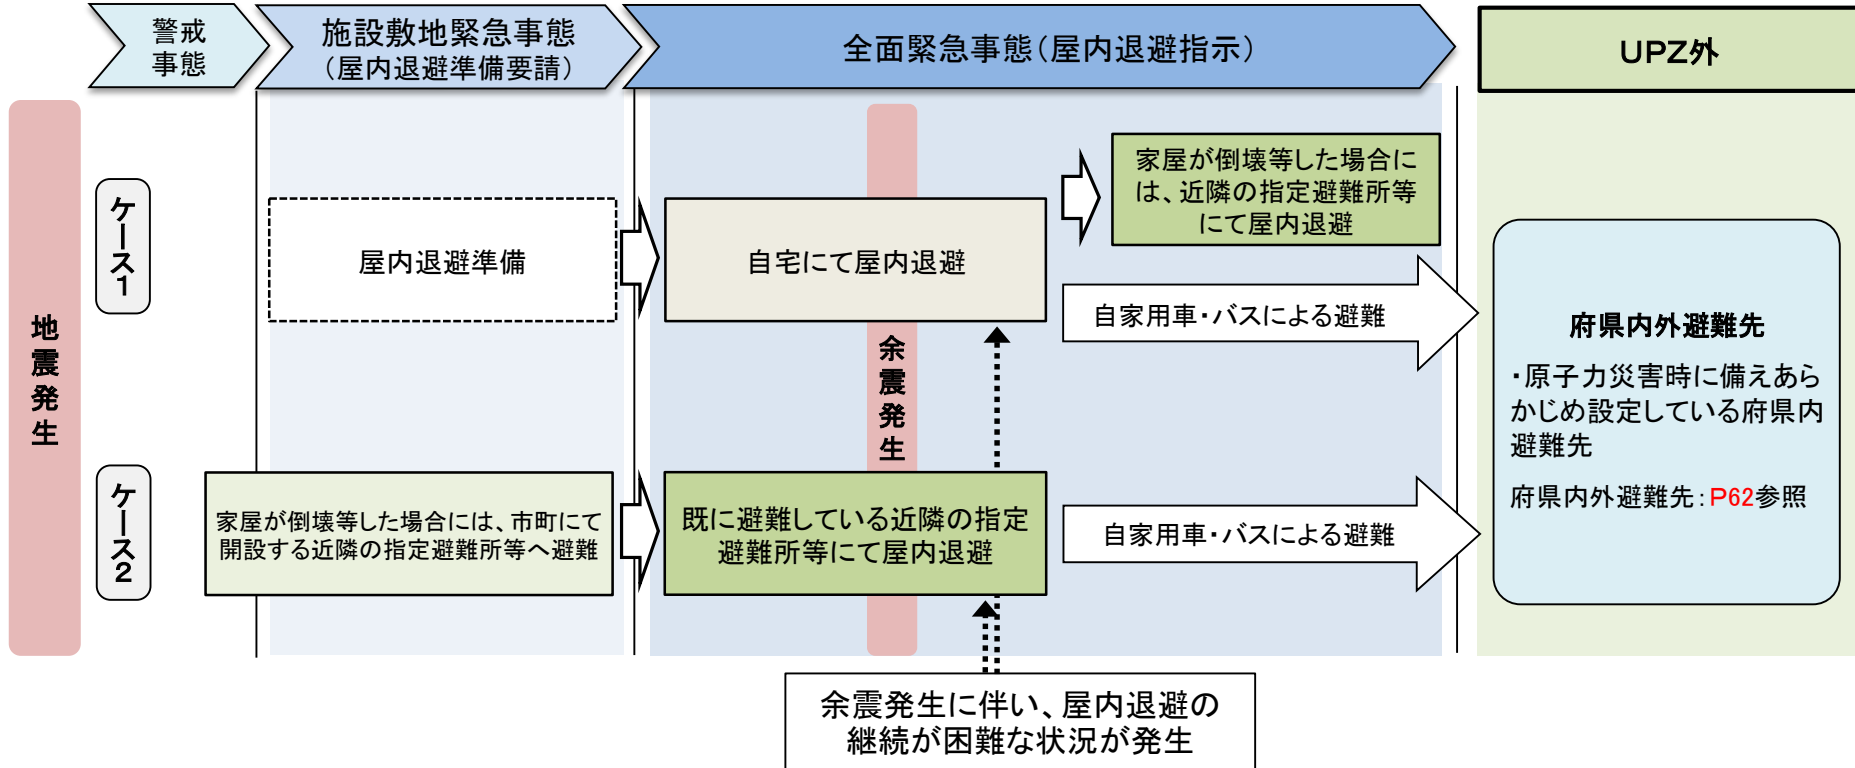 警戒
事態
施設敷地緊急事態
（屋内退避準備要請）
全面緊急事態（屋内退避指示）
UPZ外
地震発生
ケース1
屋内退避準備
自宅にて屋内退避
家屋が倒壊等した場合に
は、近隣の指定避難所等
にて屋内退避
自家用車・バスによる避難
余震発生
府県内外避難先
・原子力災害時に備えあら
かじめ設定している府県内
避難先
府県内外避難先：P62参照
ケース2
家屋が倒壊等した場合には、市町にて
開設する近隣の指定避難所等へ避難
既に避難している近隣の指定
避難所等にて屋内退避
自家用車・バスによる避難
余震発生に伴い、屋内退避の
継続が困難な状況が発生